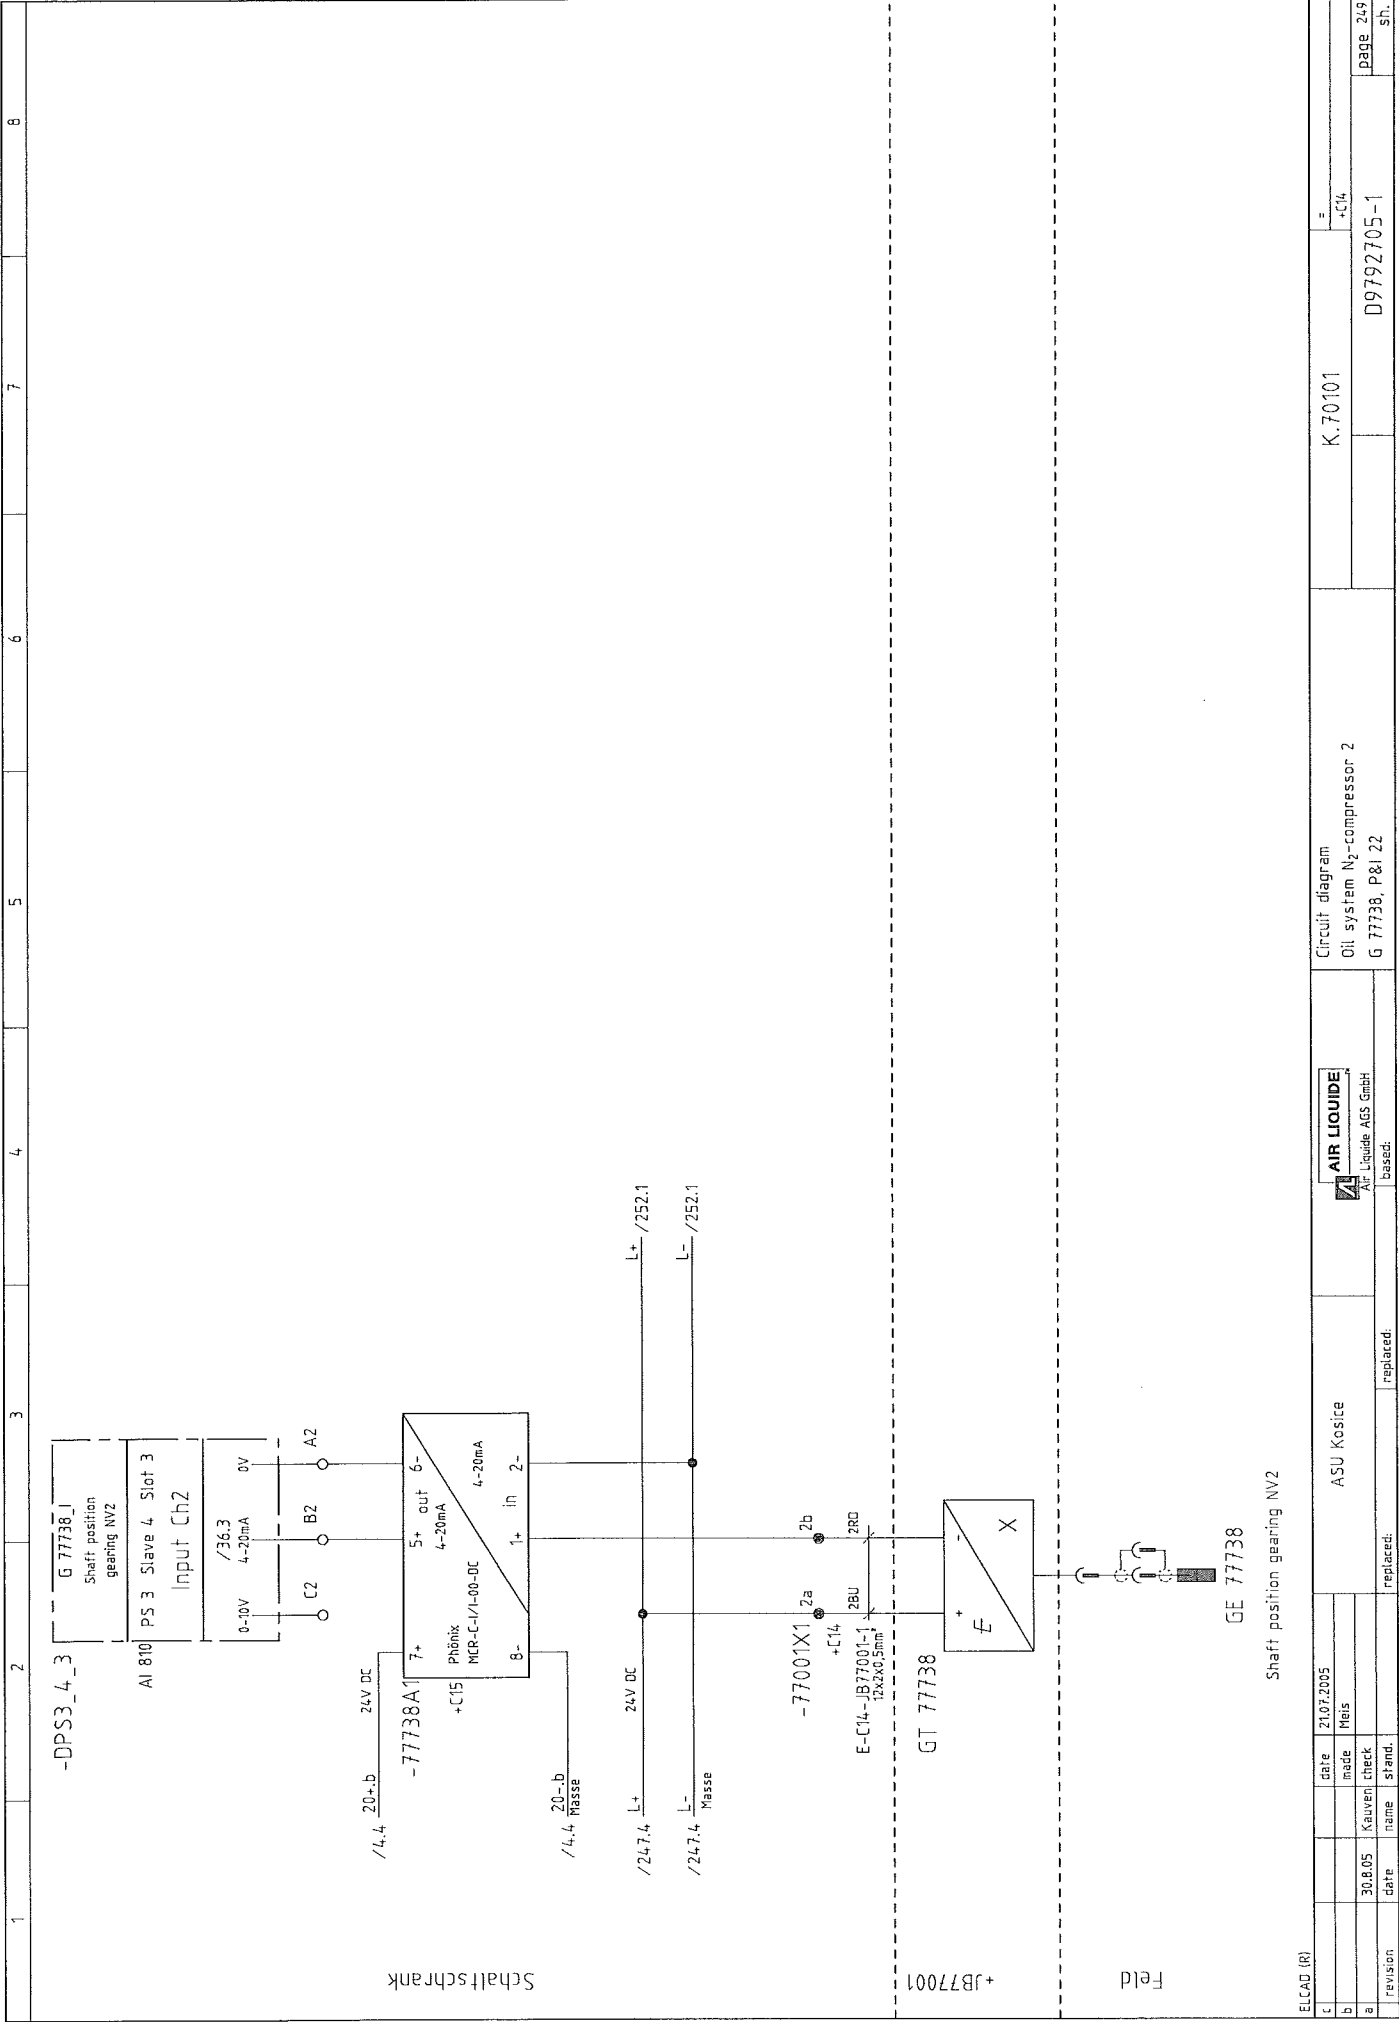 1 2 3 4 5 6 7 8
-DPS3_4_3
G 77738_I
Shaft position
gearing NV2
AI 810
PS 3 Slave 4 Slot 3
Input Ch2
/36.3
0-10V 4-20mA 0V
C2 B2 A2
/4.4 20+.b 24V DC
7+ 5+ out 6-
4-20mA
-77738A1
+C15
Phönix
MCR-C-I/I-00-DC
4-20mA
8- 1+ in 2-
/4.4 20-.b
Masse
/247.4 L+ 24V DC L+ /252.1
/247.4 L- L- /252.1
Masse
Schaltschrank
-77001X1 2a 2b
+C14
E-C14-JB77001-1 2BU 2RD
12x2x0,5mm²
+JB77001
GT 77738
+ -
E
X
Feld
GE 77738
Shaft position gearing NV2
ELCAD (R)
c date 21.07.2005
b made Meis
a 30.8.05 Kauven check
revision date name stand.
ASU Kosice
replaced: replaced: based:
AIR LIQUIDE
Air Liquide AGS GmbH
Circuit diagram
Oil system N₂-compressor 2
G 77738, P&I 22
K.70101
=
+C14
D9792705-1
page 249
sh.